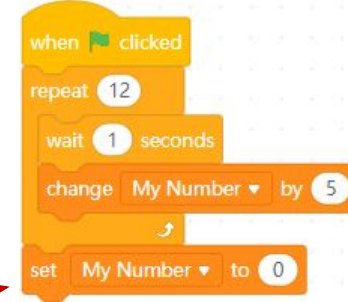 when clicked
repeat 12
wait 1 seconds
change My Number by 5
set My Number to 0